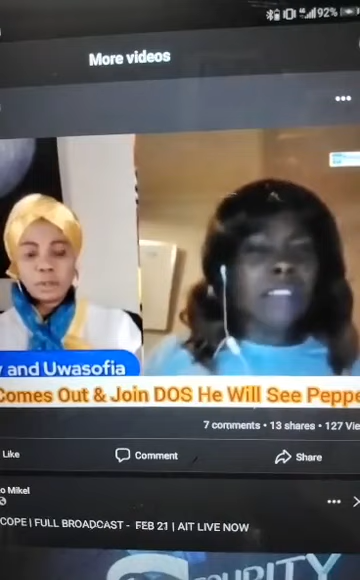 92%
More videos
y and Uwasofia
Comes Out & Join DOS He Will See Peppe
7 comments • 13 shares • 127 Vie
Like Comment Share
o Mikel
COPE | FULL BROADCAST - FEB 21 | AIT LIVE NOW